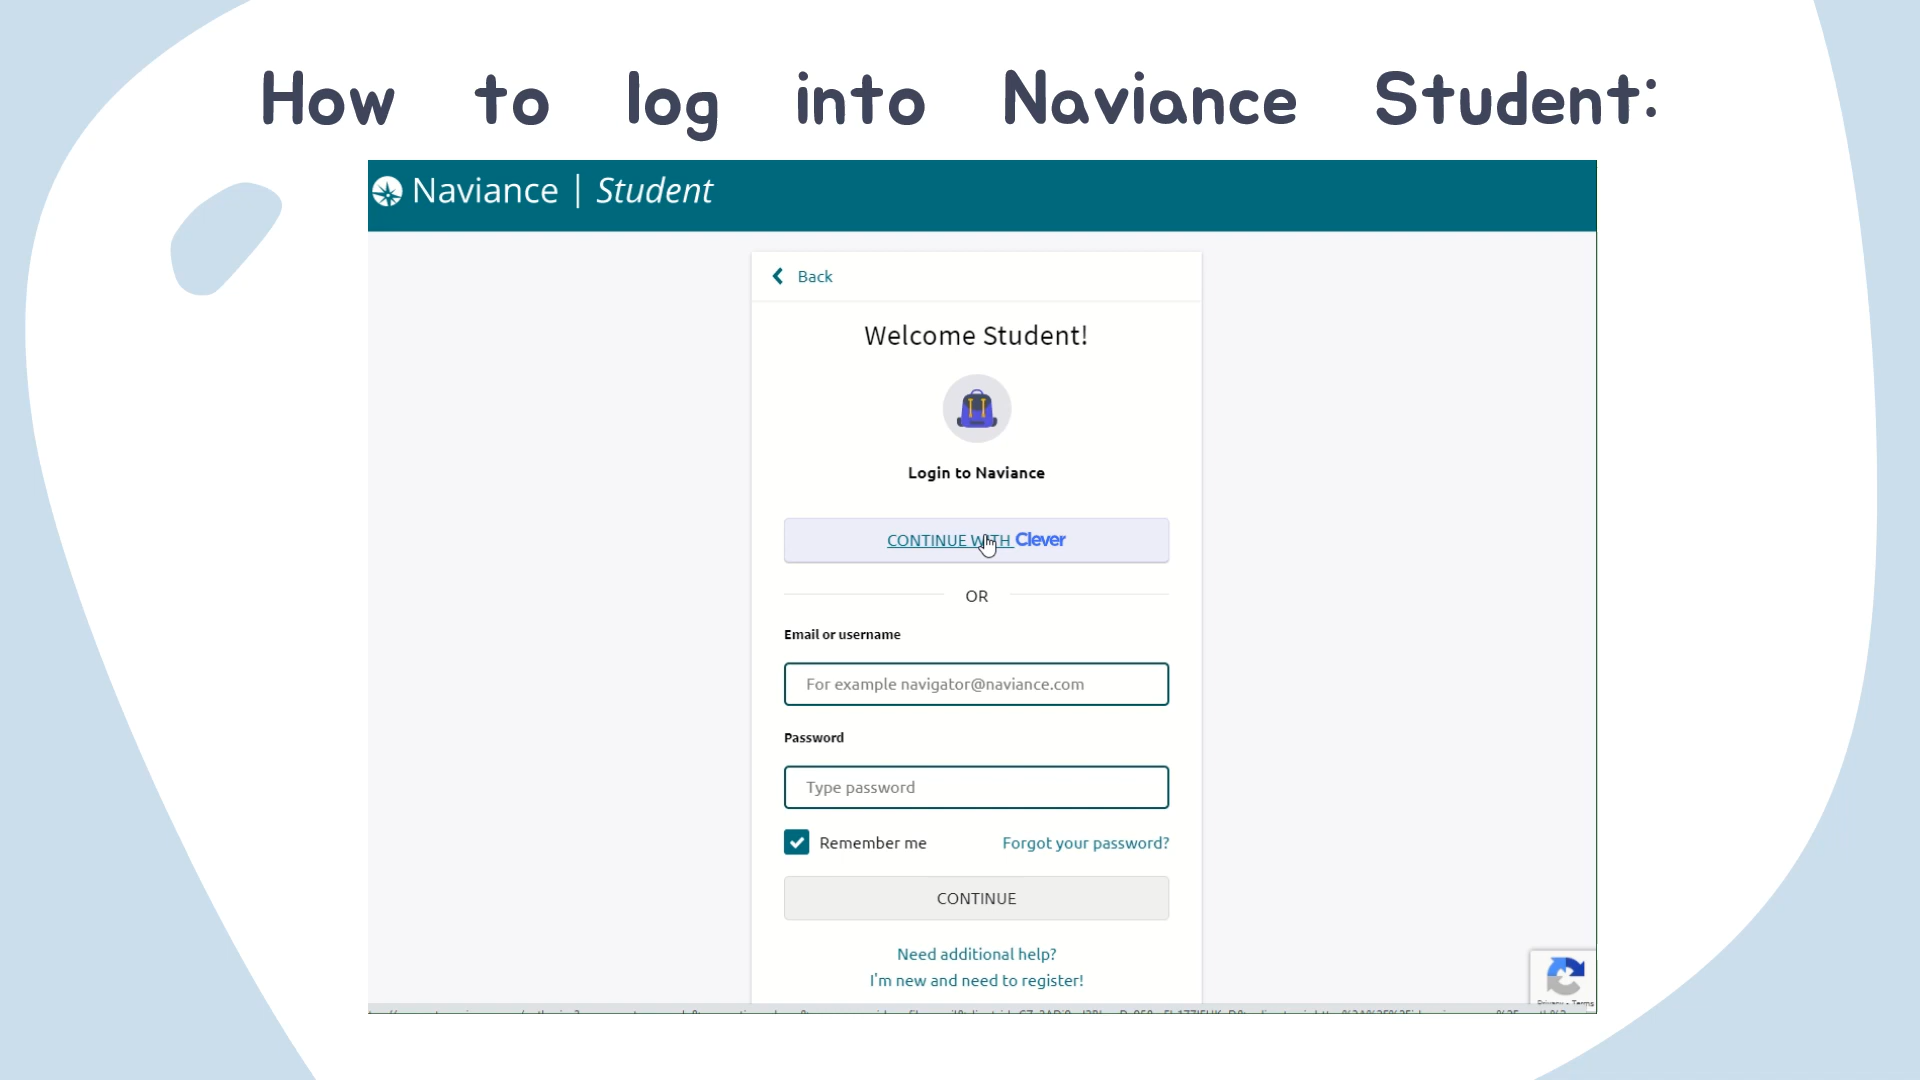 How to log into Naviance Student:
Naviance | Student
Back
Welcome Student!
Login to Naviance
CONTINUE WITH Clever
OR
Email or username
For example navigator@naviance.com
Password
Type password
Remember me
Forgot your password?
CONTINUE
Need additional help?
I'm new and need to register!
Privacy - Terms